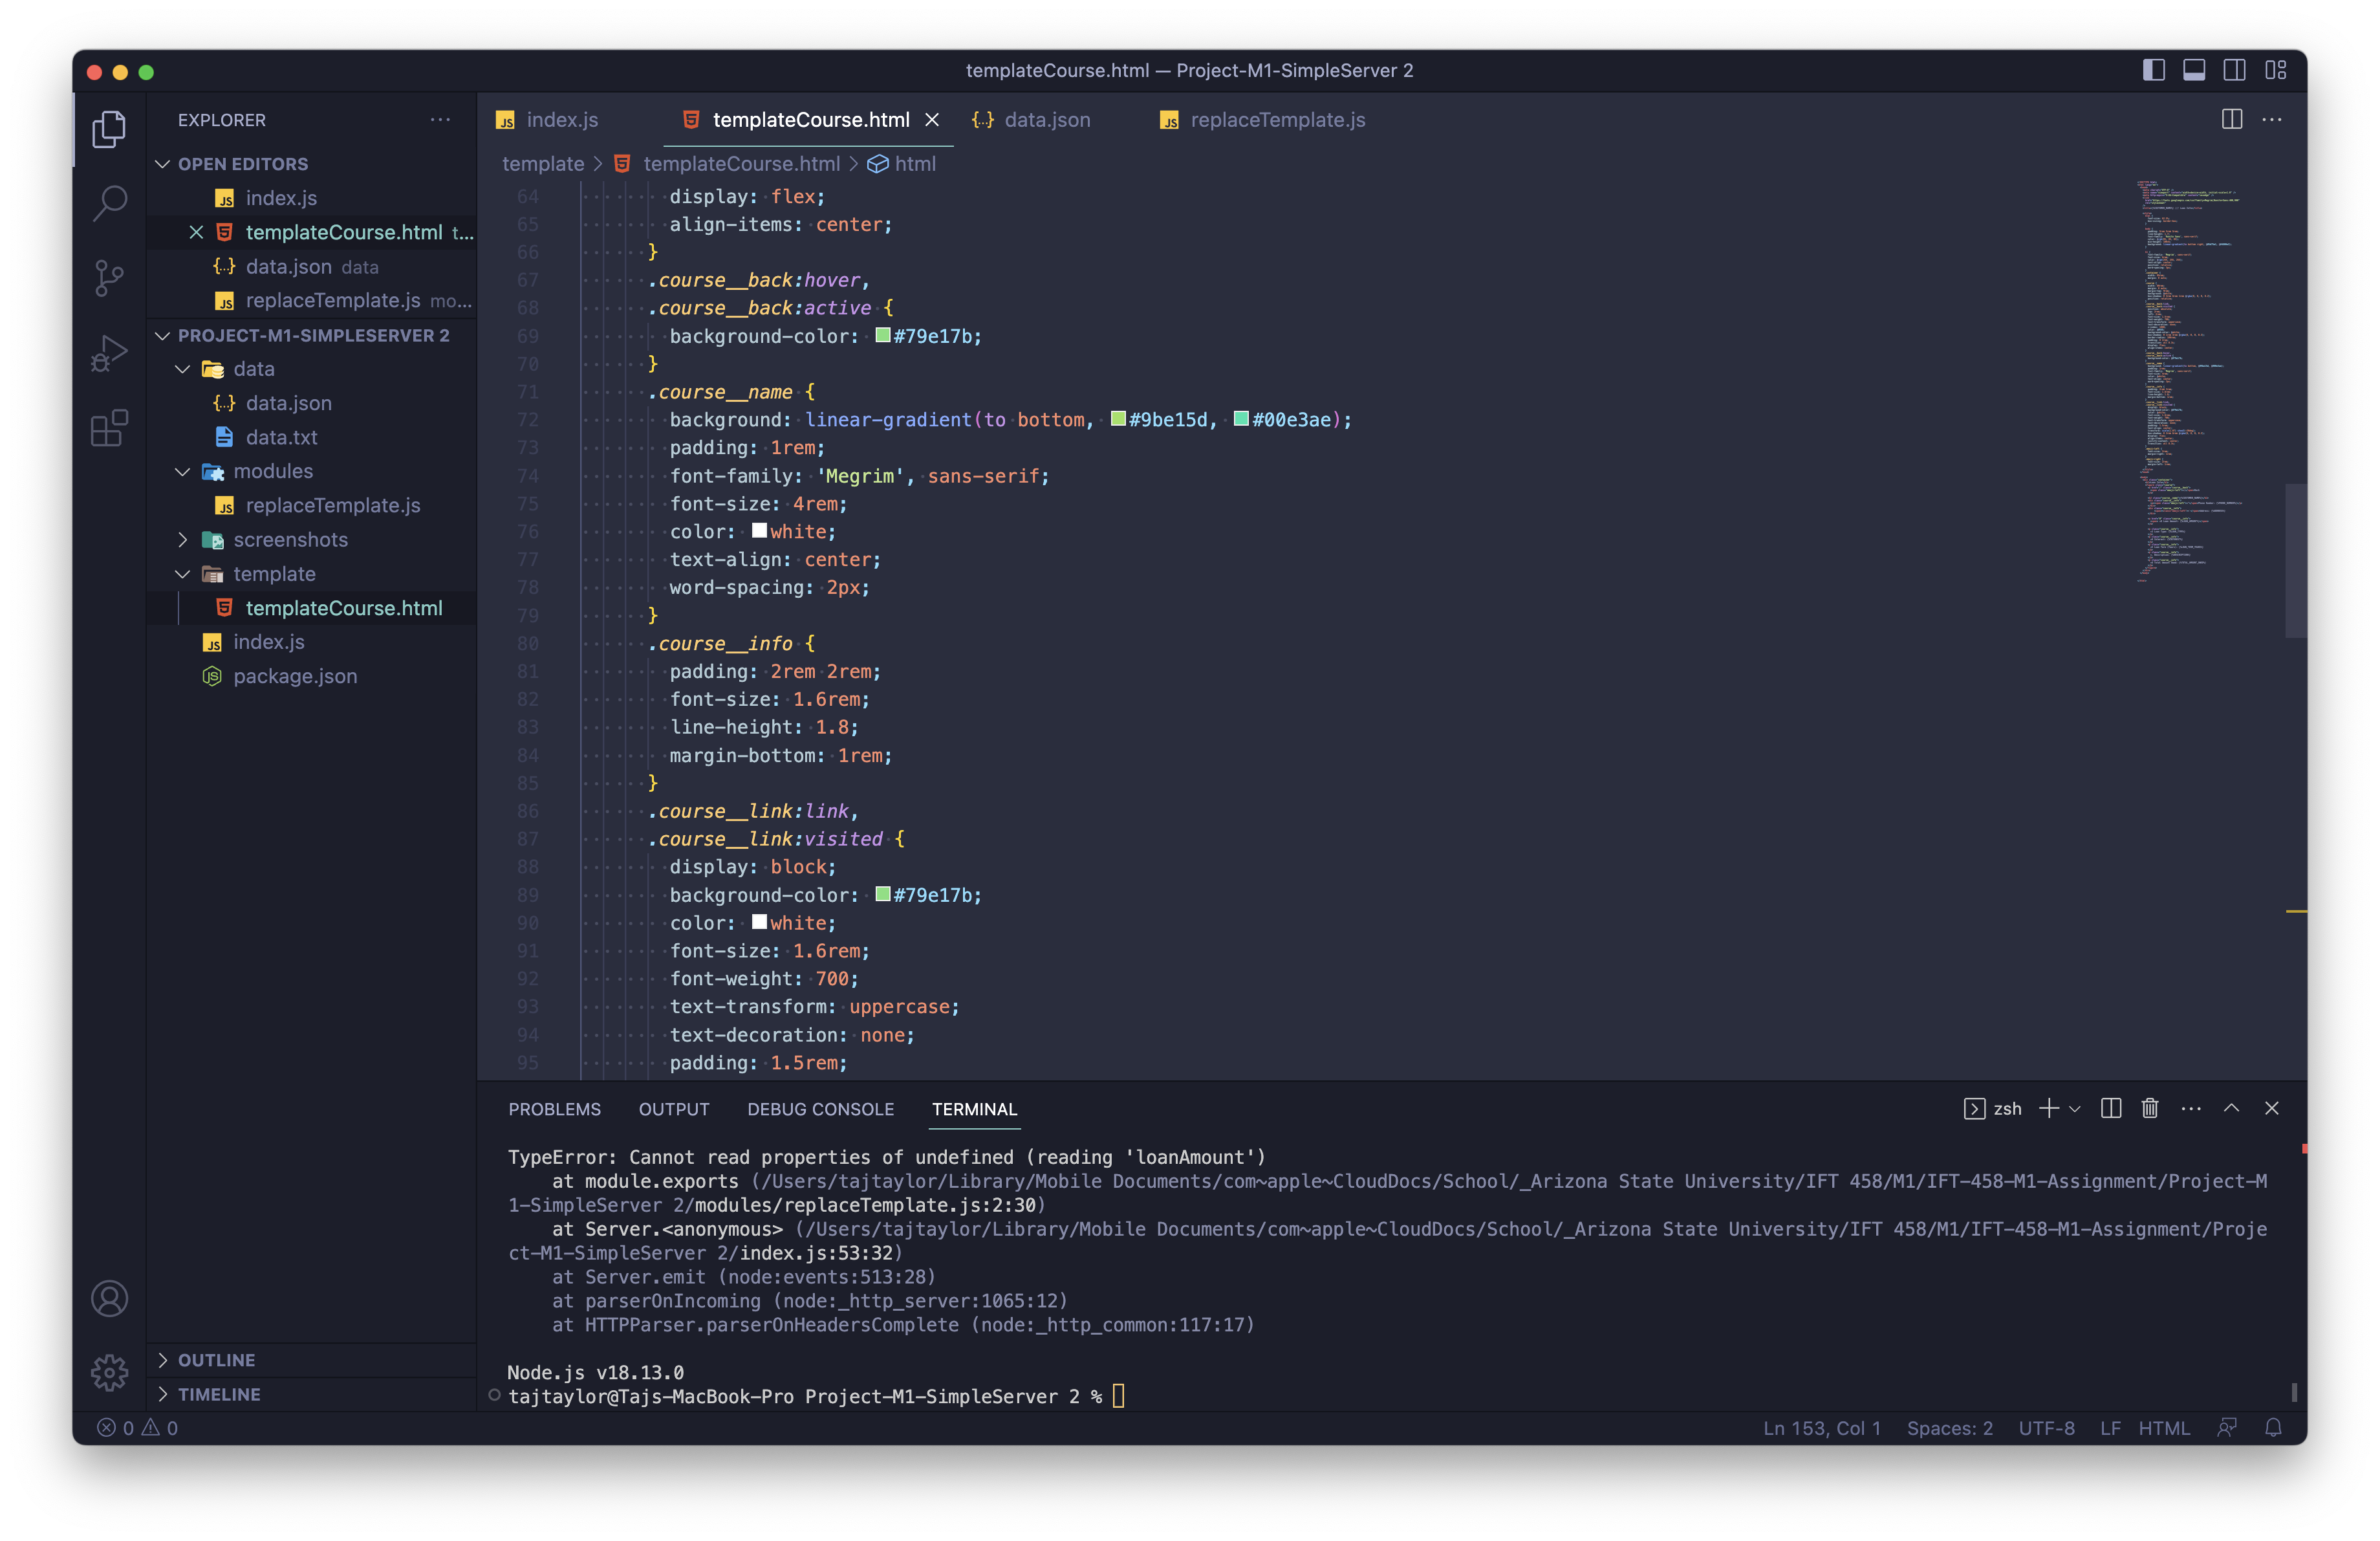 templateCourse.html — Project-M1-SimpleServer 2
EXPLORER
OPEN EDITORS
index.js
templateCourse.html t...
data.json data
replaceTemplate.js mo...
PROJECT-M1-SIMPLESERVER 2
data
data.json
data.txt
modules
replaceTemplate.js
screenshots
template
templateCourse.html
index.js
package.json
OUTLINE
TIMELINE
index.js templateCourse.html data.json replaceTemplate.js
template > templateCourse.html > html
64 display: flex;
65 align-items: center;
66 }
67 .course__back:hover,
68 .course__back:active {
69 background-color: #79e17b;
70 }
71 .course__name {
72 background: linear-gradient(to bottom, #9be15d, #00e3ae);
73 padding: 1rem;
74 font-family: 'Megrim', sans-serif;
75 font-size: 4rem;
76 color: white;
77 text-align: center;
78 word-spacing: 2px;
79 }
80 .course__info {
81 padding: 2rem 2rem;
82 font-size: 1.6rem;
83 line-height: 1.8;
84 margin-bottom: 1rem;
85 }
86 .course__link:link,
87 .course__link:visited {
88 display: block;
89 background-color: #79e17b;
90 color: white;
91 font-size: 1.6rem;
92 font-weight: 700;
93 text-transform: uppercase;
94 text-decoration: none;
95 padding: 1.5rem;
PROBLEMS OUTPUT DEBUG CONSOLE TERMINAL
zsh
TypeError: Cannot read properties of undefined (reading 'loanAmount')
at module.exports (/Users/tajtaylor/Library/Mobile Documents/com~apple~CloudDocs/School/_Arizona State University/IFT 458/M1/IFT-458-M1-Assignment/Project-M
1-SimpleServer 2/modules/replaceTemplate.js:2:30)
at Server.<anonymous> (/Users/tajtaylor/Library/Mobile Documents/com~apple~CloudDocs/School/_Arizona State University/IFT 458/M1/IFT-458-M1-Assignment/Proje
ct-M1-SimpleServer 2/index.js:53:32)
at Server.emit (node:events:513:28)
at parserOnIncoming (node:_http_server:1065:12)
at HTTPParser.parserOnHeadersComplete (node:_http_common:117:17)
Node.js v18.13.0
tajtaylor@Tajs-MacBook-Pro Project-M1-SimpleServer 2 %
0 0
Ln 153, Col 1 Spaces: 2 UTF-8 LF HTML